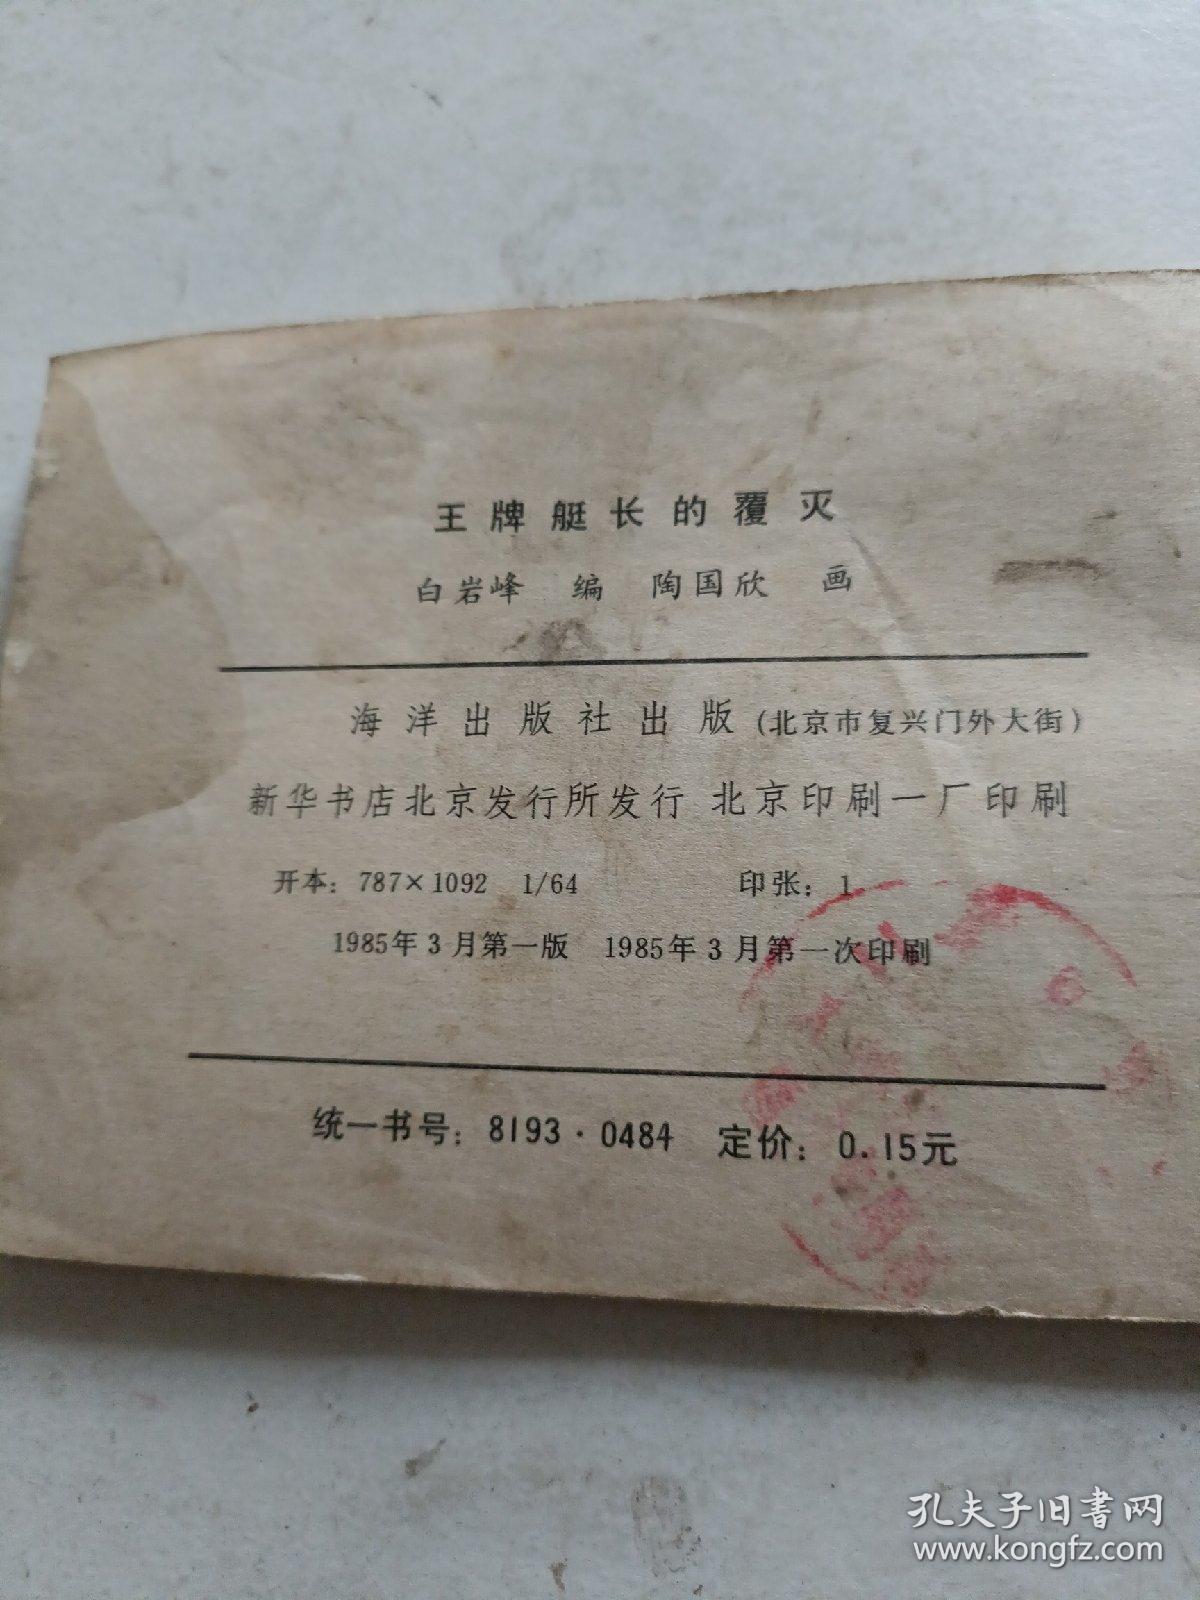 王牌艇长的覆灭
白岩峰 编 陶国欣 画
海洋出版社出版(北京市复兴门外大街)
新华书店北京发行所发行 北京印刷一厂印刷
开本：787×1092 1/64 印张：1
1985年3月第一版 1985年3月第一次印刷
统一书号：8193·0484 定价：0.15元
孔夫子旧书网
www.kongfz.com